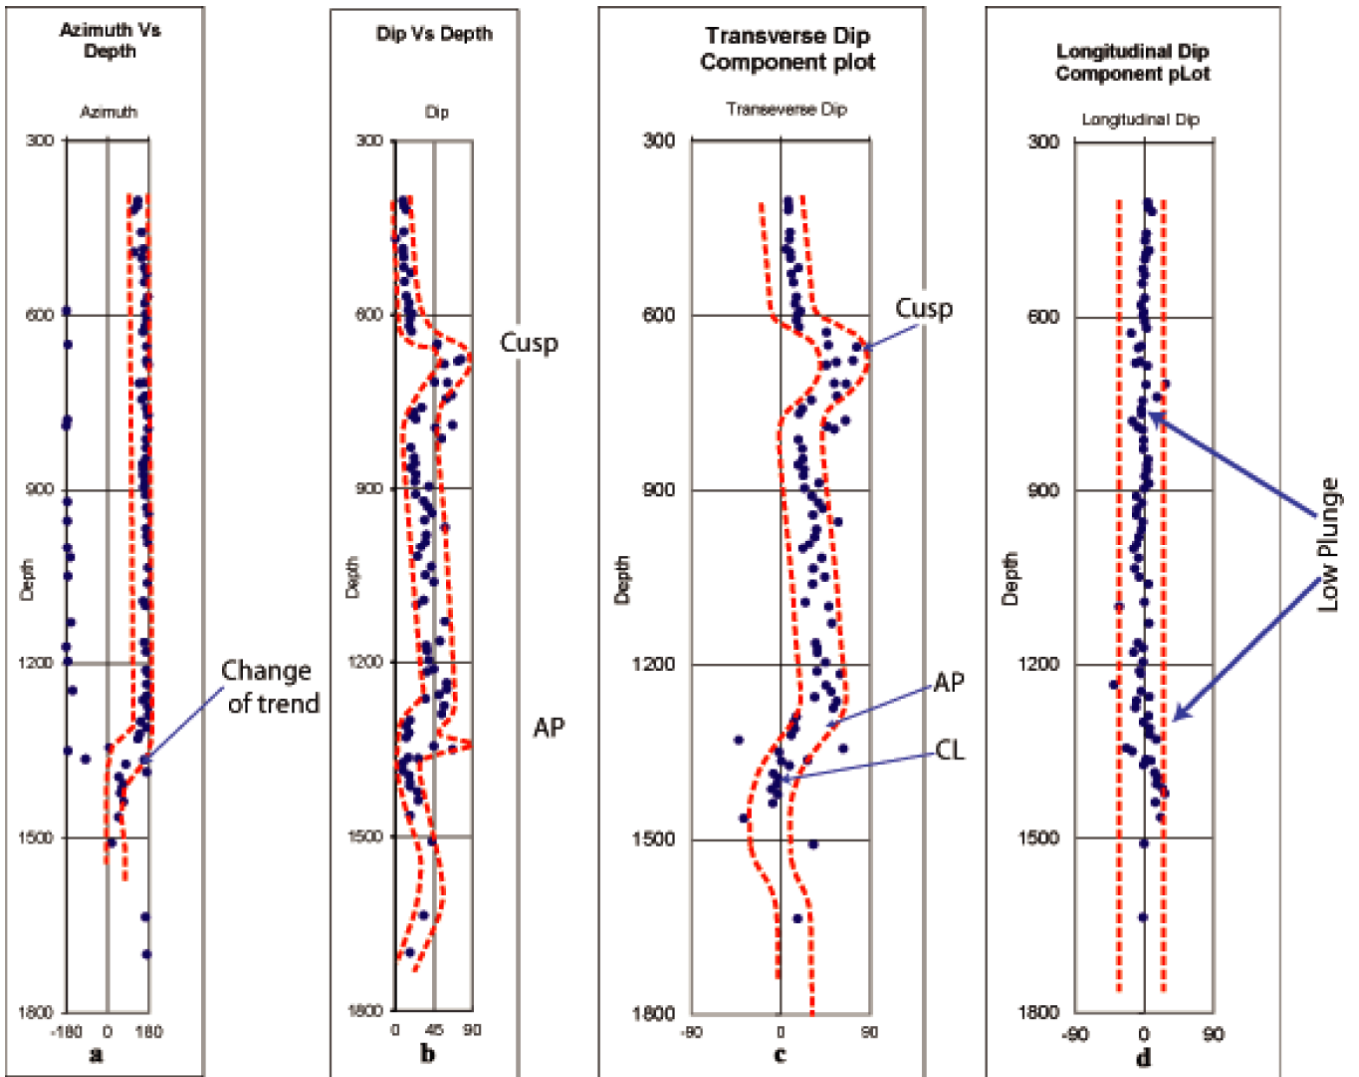 Azimuth Vs
Depth
Azimuth
300
600
900
1200
1500
1800
Depth
-180 0 180
a
Change
of trend
Dip Vs Depth
Dip
300
600
900
1200
1500
1800
Depth
0 45 90
b
Cusp
AP
Transverse Dip
Component plot
Transeverse Dip
300
600
900
1200
1500
1800
Depth
-90 0 90
c
Cusp
AP
CL
Longitudinal Dip
Component pLot
Longitudinal Dip
300
600
900
1200
1500
1800
Depth
-90 0 90
d
Low Plunge